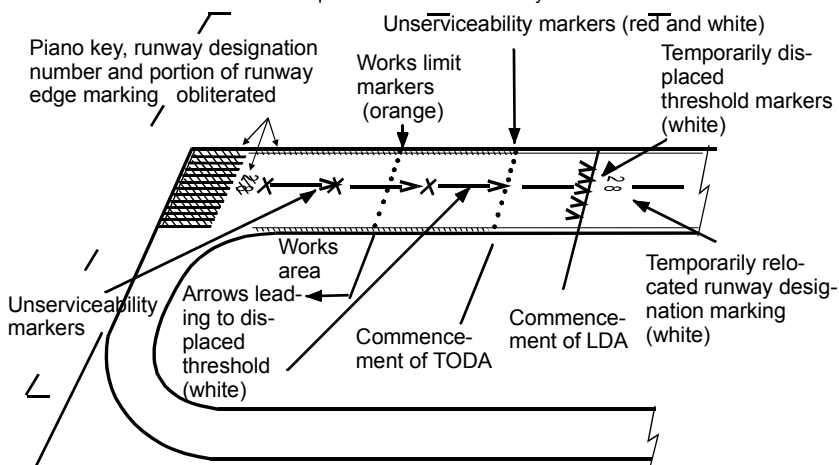 Unserviceability markers (red and white)
Piano key, runway designation
number and portion of runway
edge marking obliterated
Works limit
markers
(orange)
Temporarily dis-
placed
threshold markers
(white)
28
Works
area
Unserviceability
markers
Arrows lead-
ing to dis-
placed
threshold
(white)
Commence-
ment of TODA
Commence-
ment of LDA
Temporarily relo-
cated runway desig-
nation marking
(white)